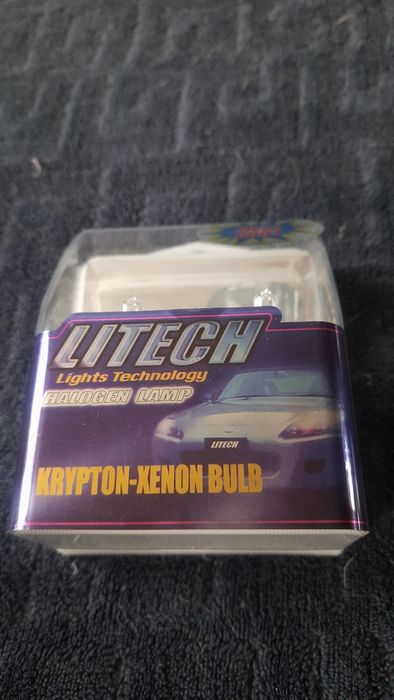 LITECH
Lights Technology
HALOGEN LAMP
LITECH
KRYPTON-XENON BULB